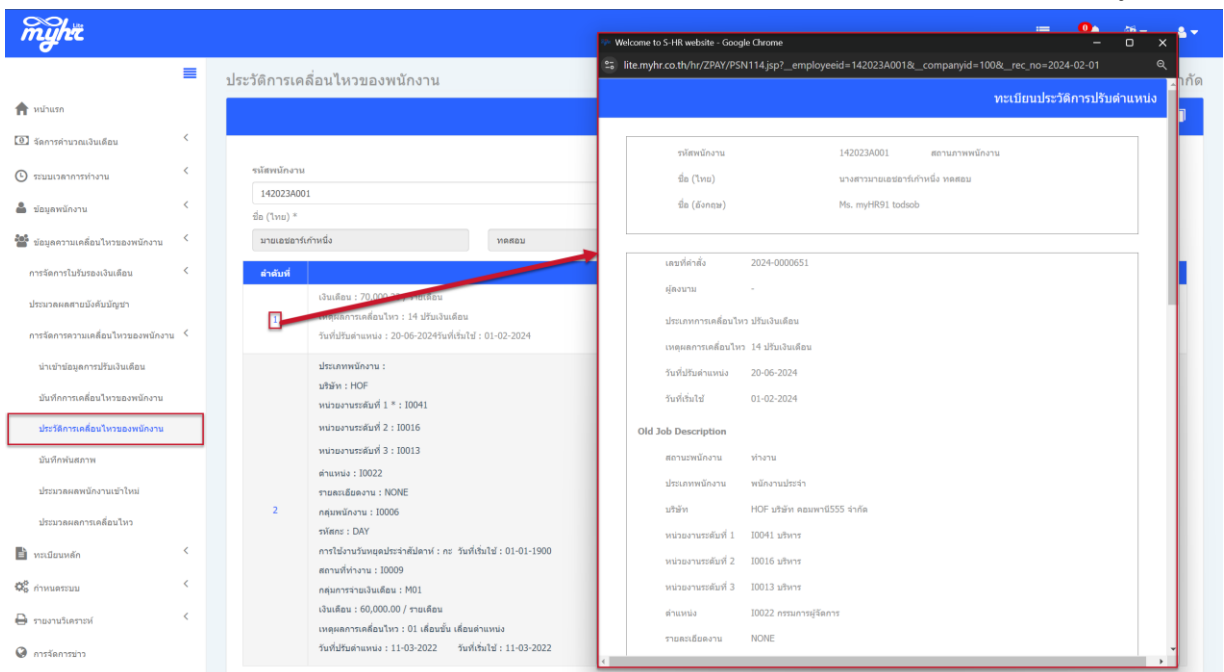 myhr Lite
0
Welcome to S-HR website - Google Chrome
lite.myhr.co.th/hr/ZPAY/PSN114.jsp?__employeeid=142023A001&__companyid=100&__rec_no=2024-02-01
ประวัติการเคลื่อนไหวของพนักงาน
หน้าแรก
จัดการคำนวณเงินเดือน
ระบบเวลาการทำงาน
ข้อมูลพนักงาน
ข้อมูลความเคลื่อนไหวของพนักงาน
การจัดการใบรับรองเงินเดือน
ประมวลผลสายบังคับบัญชา
การจัดการความเคลื่อนไหวของพนักงาน
นำเข้าข้อมูลการปรับเงินเดือน
บันทึกการเคลื่อนไหวของพนักงาน
ประวัติการเคลื่อนไหวของพนักงาน
บันทึกพ้นสภาพ
ประมวลผลพนักงานเข้าใหม่
ประมวลผลการเคลื่อนไหว
ทะเบียนหลัก
กำหนดระบบ
รายงานวิเคราะห์
จัดการข่าว
รหัสพนักงาน
142023A001
ชื่อ (ไทย) *
มายเอชอาร์เก้าหนึ่ง ทดสอบ
ลำดับที่
1
เงินเดือน : 70,000.00 / รายเดือน
เหตุผลการเคลื่อนไหว : 14 ปรับเงินเดือน
วันที่ปรับตำแหน่ง : 20-06-2024วันที่เริ่มใช้ : 01-02-2024
2
ประเภทพนักงาน :
บริษัท : HOF
หน่วยงานระดับที่ 1 * : I0041
หน่วยงานระดับที่ 2 : I0016
หน่วยงานระดับที่ 3 : I0013
ตำแหน่ง : I0022
รายละเอียดงาน : NONE
กลุ่มพนักงาน : I0006
รหัสกะ : DAY
การใช้งานวันหยุดประจำสัปดาห์ : กะ วันที่เริ่มใช้ : 01-01-1900
สถานที่ทำงาน : I0009
กลุ่มการจ่ายเงินเดือน : M01
เงินเดือน : 60,000.00 / รายเดือน
เหตุผลการเคลื่อนไหว : 01 เลื่อนขั้น เลื่อนตำแหน่ง
วันที่ปรับตำแหน่ง : 11-03-2022 วันที่เริ่มใช้ : 11-03-2022
ทะเบียนประวัติการปรับตำแหน่ง
รหัสพนักงาน 142023A001 สถานภาพพนักงาน
ชื่อ (ไทย) นางสาวมายเอชอาร์เก้าหนึ่ง ทดสอบ
ชื่อ (อังกฤษ) Ms. myHR91 todsob
เลขที่คำสั่ง 2024-0000651
ผู้ลงนาม -
ประเภทการเคลื่อนไหว ปรับเงินเดือน
เหตุผลการเคลื่อนไหว 14 ปรับเงินเดือน
วันที่ปรับตำแหน่ง 20-06-2024
วันที่เริ่มใช้ 01-02-2024
Old Job Description
สถานะพนักงาน ทำงาน
ประเภทพนักงาน พนักงานประจำ
บริษัท HOF บริษัท คอมพานี555 จำกัด
หน่วยงานระดับที่ 1 I0041 บริหาร
หน่วยงานระดับที่ 2 I0016 บริหาร
หน่วยงานระดับที่ 3 I0013 บริหาร
ตำแหน่ง I0022 กรรมการผู้จัดการ
รายละเอียดงาน NONE